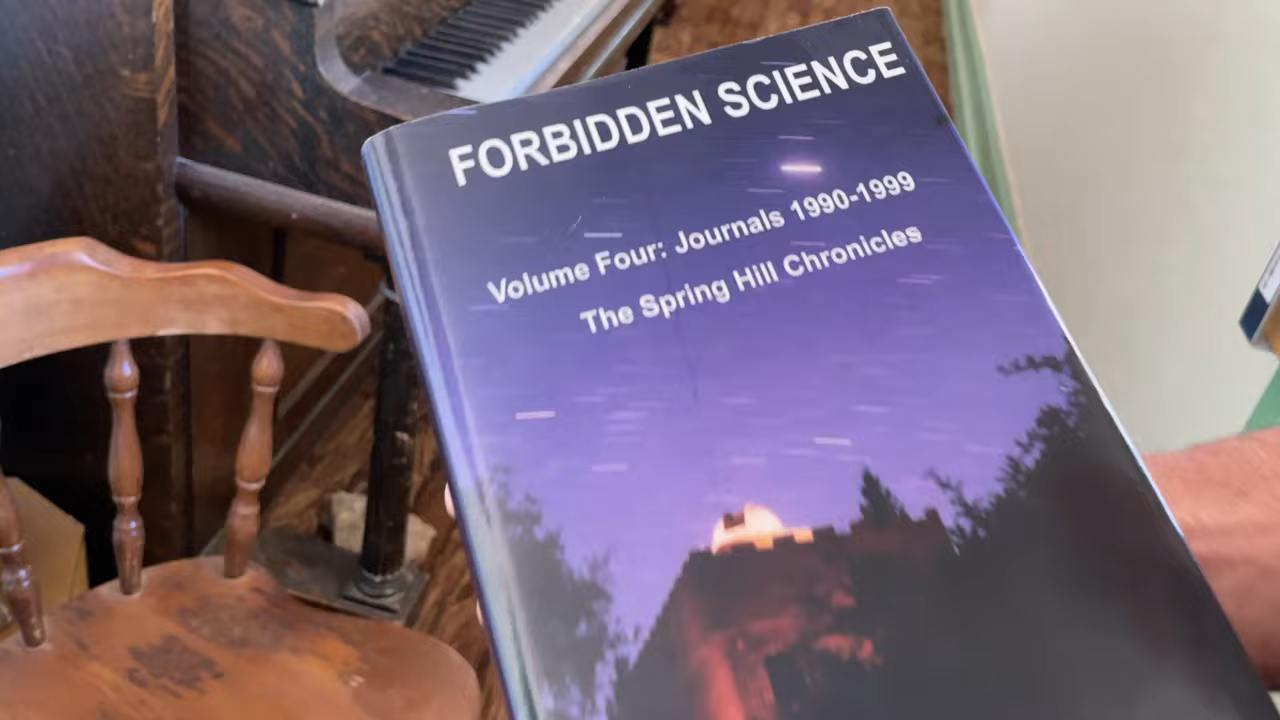 FORBIDDEN SCIENCE
Volume Four: Journals 1990-1999
The Spring Hill Chronicles